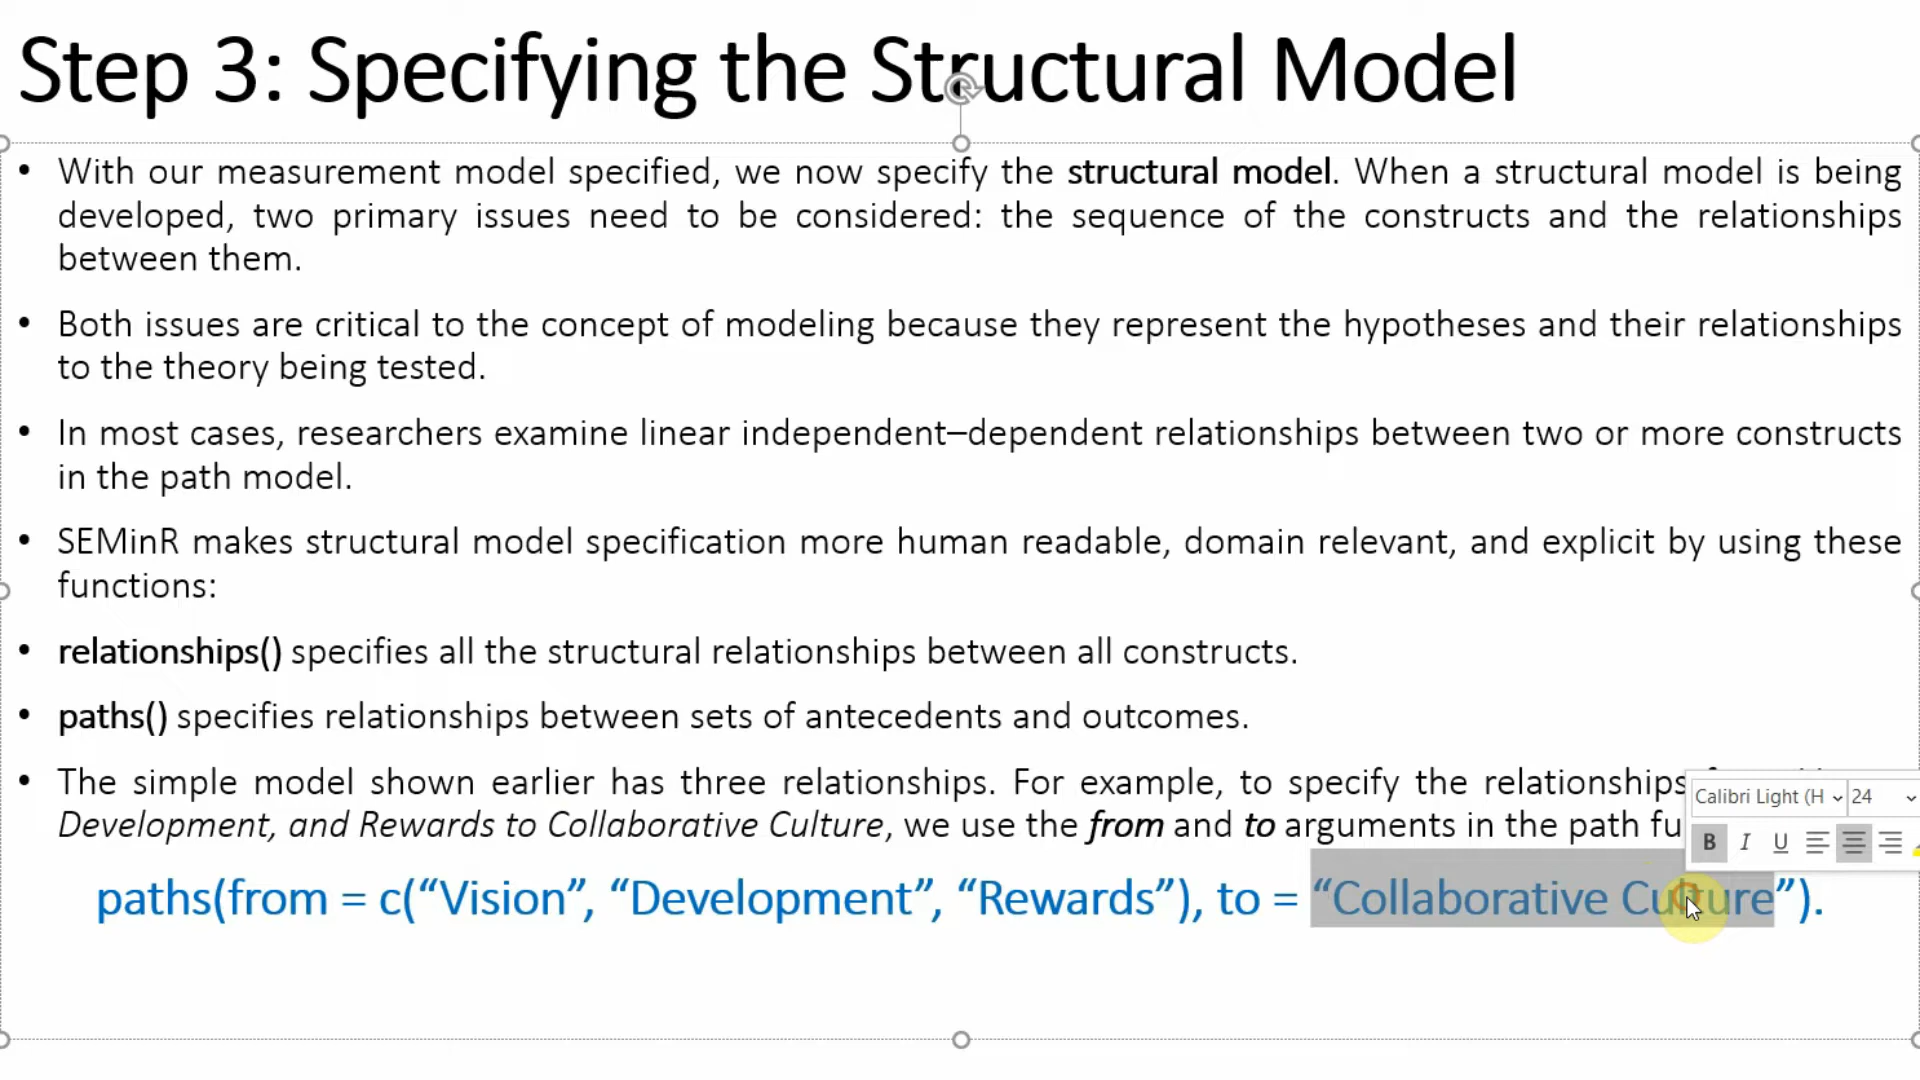 Step 3: Specifying the Structural Model
• With our measurement model specified, we now specify the structural model. When a structural model is being
developed, two primary issues need to be considered: the sequence of the constructs and the relationships
between them.
• Both issues are critical to the concept of modeling because they represent the hypotheses and their relationships
to the theory being tested.
• In most cases, researchers examine linear independent–dependent relationships between two or more constructs
in the path model.
• SEMinR makes structural model specification more human readable, domain relevant, and explicit by using these
functions:
• relationships() specifies all the structural relationships between all constructs.
• paths() specifies relationships between sets of antecedents and outcomes.
• The simple model shown earlier has three relationships. For example, to specify the relationships
Calibri Light (H 24
Development, and Rewards to Collaborative Culture, we use the from and to arguments in the path fu
B I U
paths(from = c(“Vision”, “Development”, “Rewards”), to = “Collaborative Culture”).